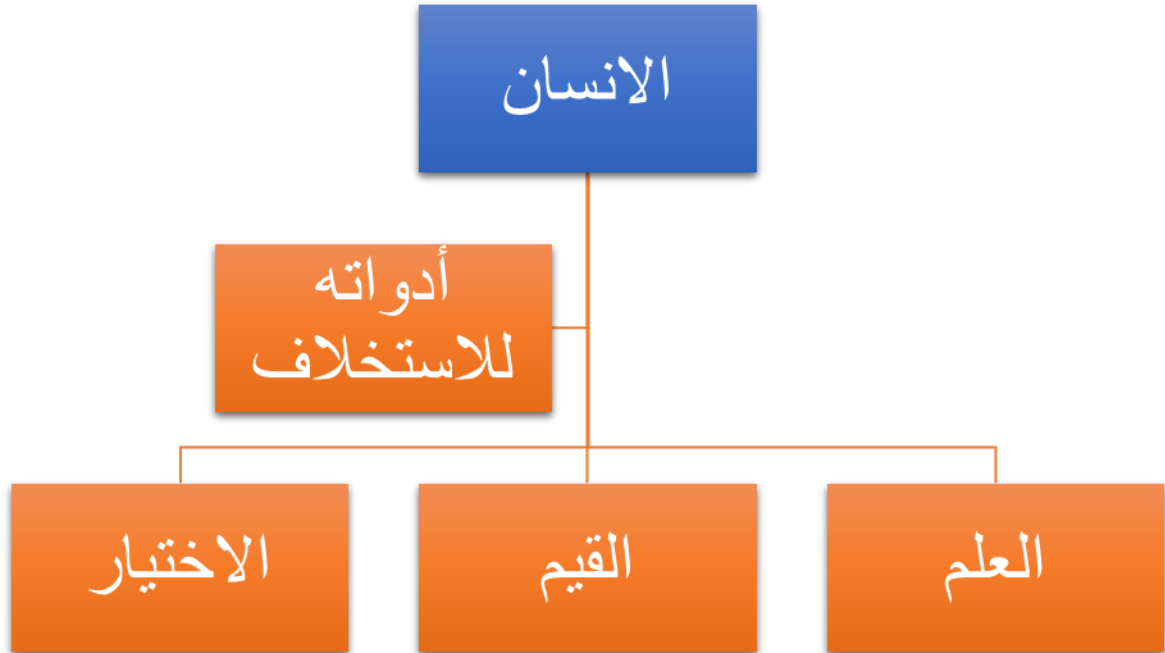 الانسان
أدواته
للاستخلاف
العلم
القيم
الاختيار